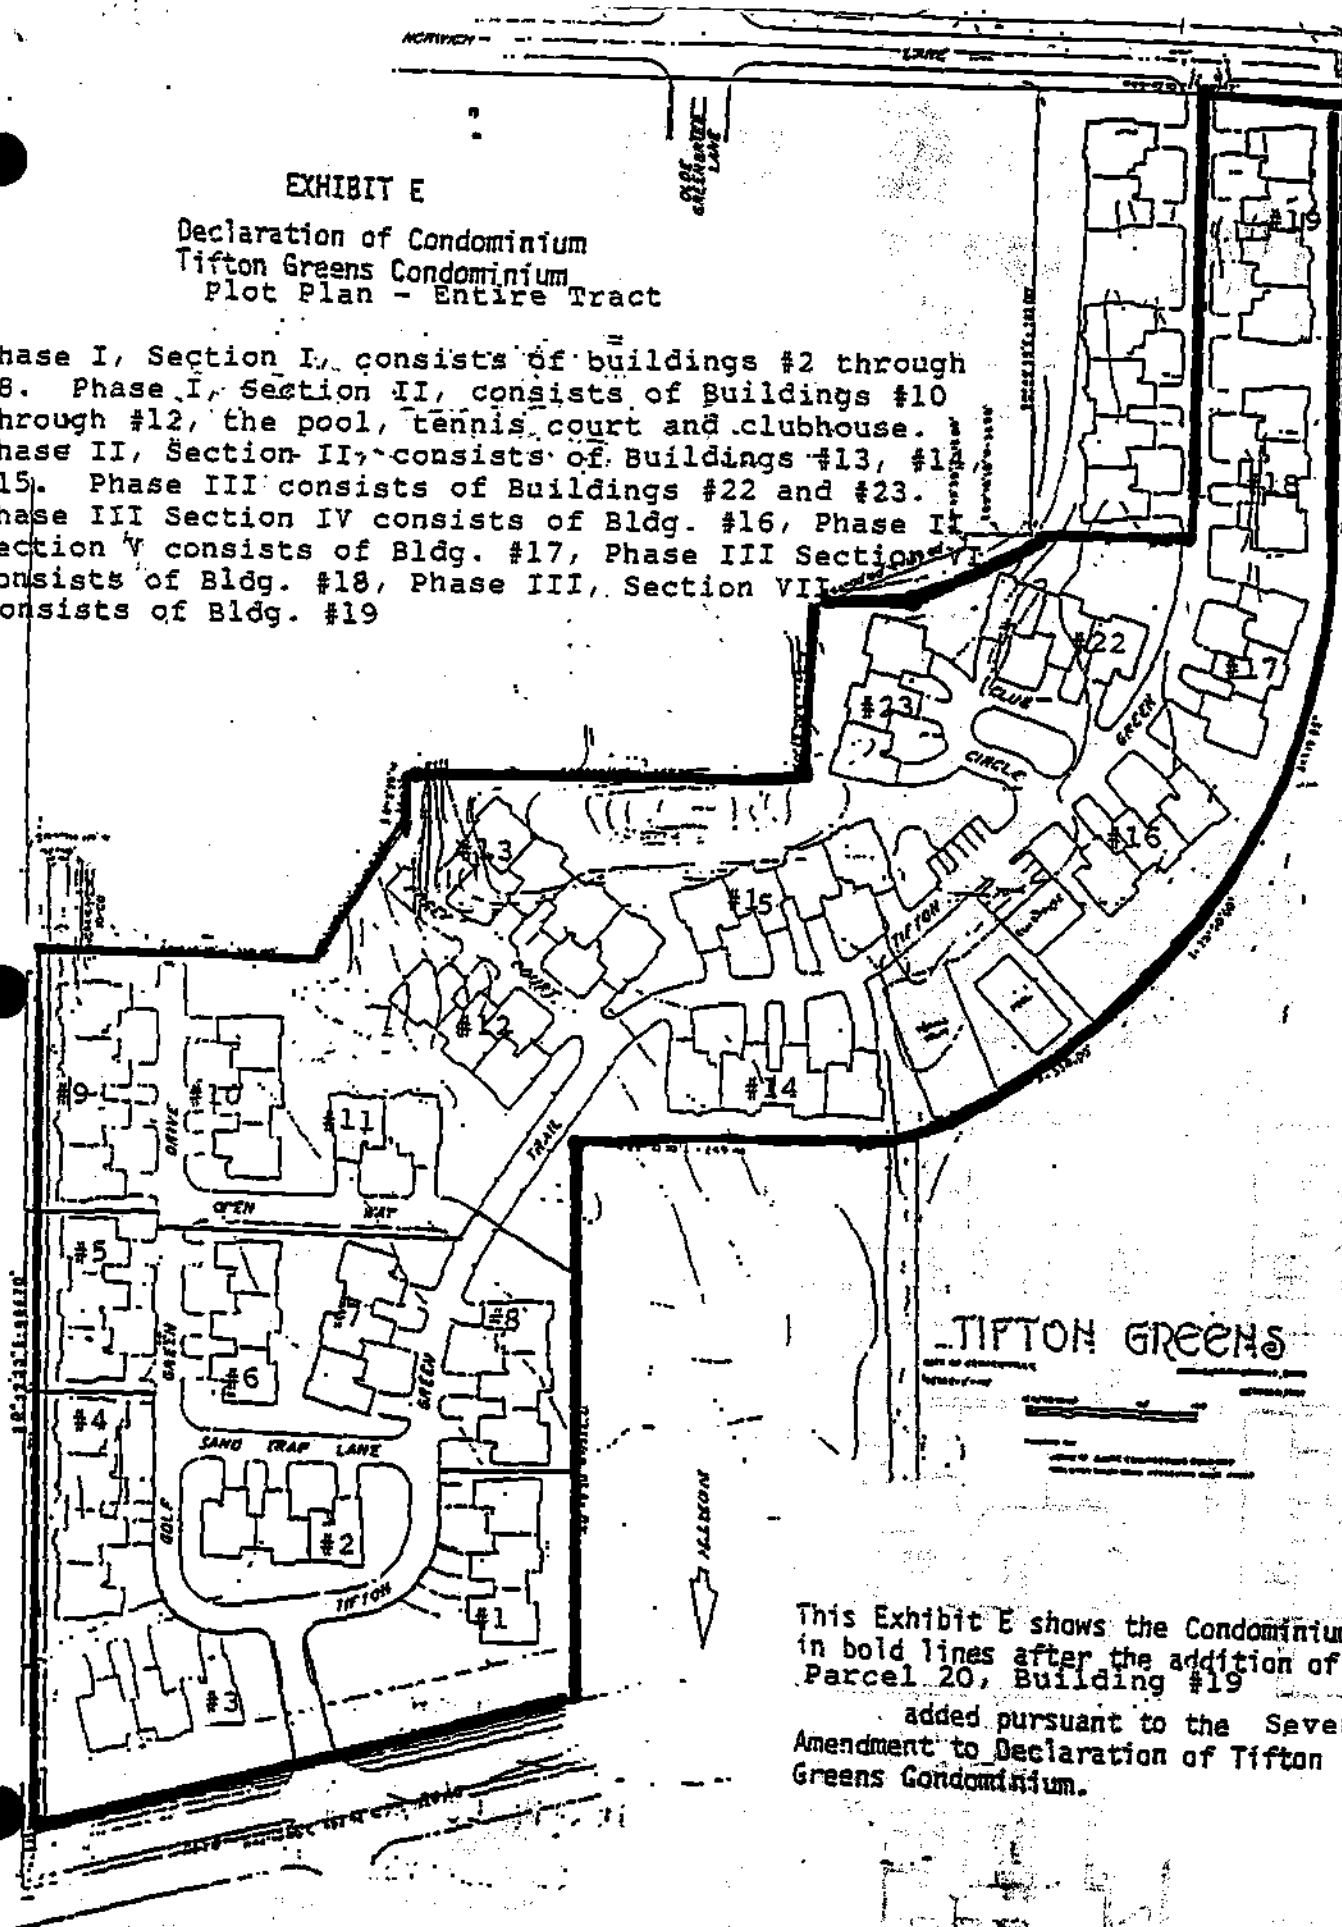 NORWICH
LANE
OLDE
GREENBRIER
LANE
EXHIBIT E
Declaration of Condominium
Tifton Greens Condominium
Plot Plan - Entire Tract
hase I, Section I, consists of buildings #2 through
8. Phase I, Section II, consists of Buildings #10
hrough #12, the pool, tennis court and clubhouse.
hase II, Section II, consists of Buildings #13, #1
15. Phase III consists of Buildings #22 and #23.
hase III Section IV consists of Bldg. #16, Phase I
ection V consists of Bldg. #17, Phase III Section VI
onsists of Bldg. #18, Phase III, Section VII
onsists of Bldg. #19
#19
#18
#22
#17
#23
CLUB
GREEN
CIRCLE
#16
#13
#15
TIFTON
COURT
#12
#14
#9
#10
#11
DRIVE
TRAIL
OPEN WAY
#5
#7
#8
GREEN
#6
GREEN
#4
SAND TRAP LANE
GOLF
#2
TIFTON
#1
#3
NORTH
TIFTON GREENS
This Exhibit E shows the Condominiu
in bold lines after the addition of
Parcel 20, Building #19
added pursuant to the Seve
Amendment to Declaration of Tifton
Greens Condominium.